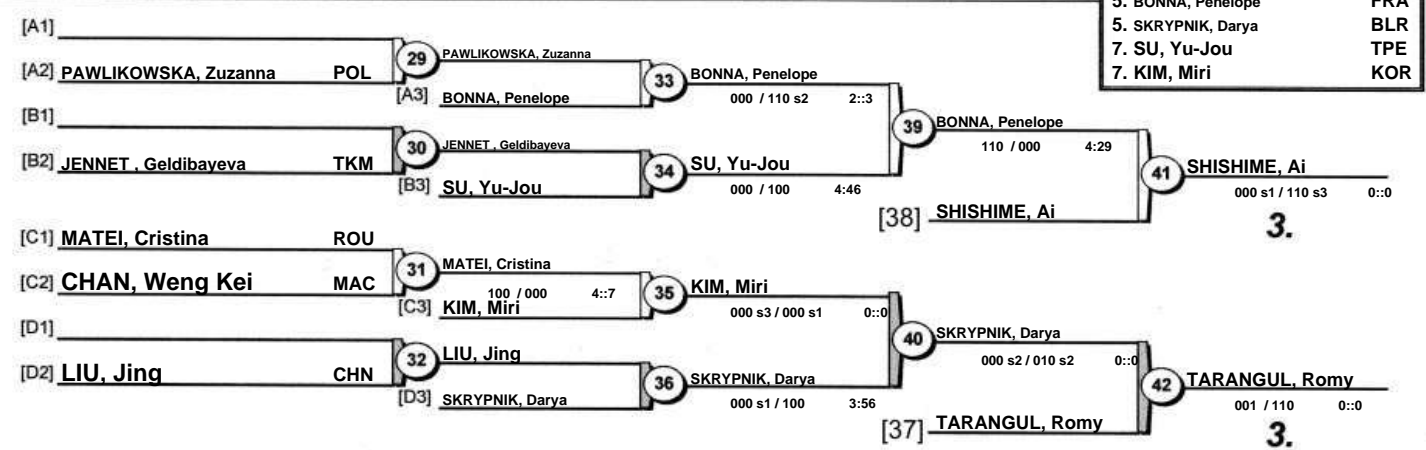 5. BONNA, Penelope FRA
5. SKRYPNIK, Darya BLR
7. SU, Yu-Jou TPE
7. KIM, Miri KOR
[A1]
[A2] PAWLIKOWSKA, Zuzanna POL
29 PAWLIKOWSKA, Zuzanna
[A3] BONNA, Penelope
33 BONNA, Penelope
000 / 110 s2 2::3
[B1]
[B2] JENNET , Geldibayeva TKM
30 JENNET , Geldibayeva
[B3] SU, Yu-Jou
34 SU, Yu-Jou
000 / 100 4:46
39 BONNA, Penelope
110 / 000 4:29
[38] SHISHIME, Ai
41 SHISHIME, Ai
000 s1 / 110 s3 0::0
3.
[C1] MATEI, Cristina ROU
[C2] CHAN, Weng Kei MAC
31 MATEI, Cristina
100 / 000 4::7
[C3] KIM, Miri
35 KIM, Miri
000 s3 / 000 s1 0::0
[D1]
[D2] LIU, Jing CHN
32 LIU, Jing
[D3] SKRYPNIK, Darya
36 SKRYPNIK, Darya
000 s1 / 100 3:56
40 SKRYPNIK, Darya
000 s2 / 010 s2 0::0
[37] TARANGUL, Romy
42 TARANGUL, Romy
001 / 110 0::0
3.